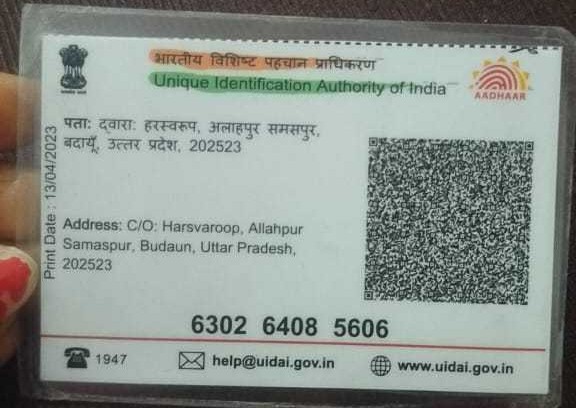 भारतीय विशिष्ट पहचान प्राधिकरण
Unique Identification Authority of India
AADHAAR
पता: द्वारा: हरस्वरूप, अलाहपुर समसपुर,
बदायूँ, उत्तर प्रदेश, 202523
Print Date : 13/04/2023
Address: C/O: Harsvaroop, Allahpur
Samaspur, Budaun, Uttar Pradesh,
202523
6302 6408 5606
1947
help@uidai.gov.in
www.uidai.gov.in